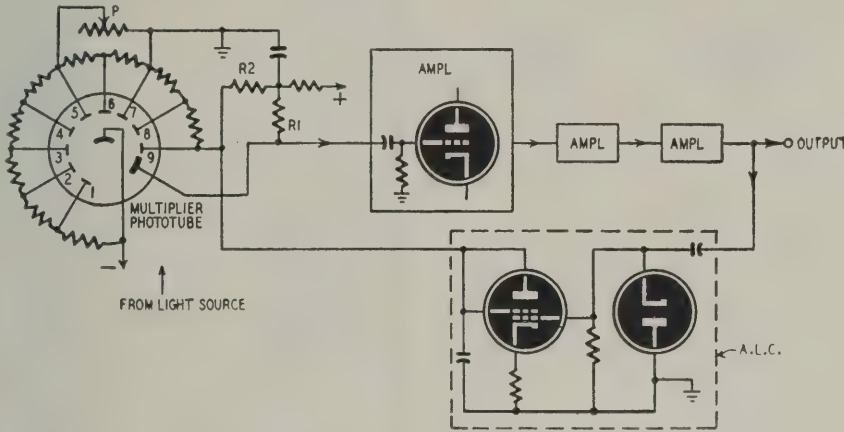 P
R2
R1
+
AMPL
AMPL
AMPL
OUTPUT
5
6
7
4
8
3
9
2
1
MULTIPLIER
PHOTOTUBE
−
FROM LIGHT SOURCE
A.L.C.